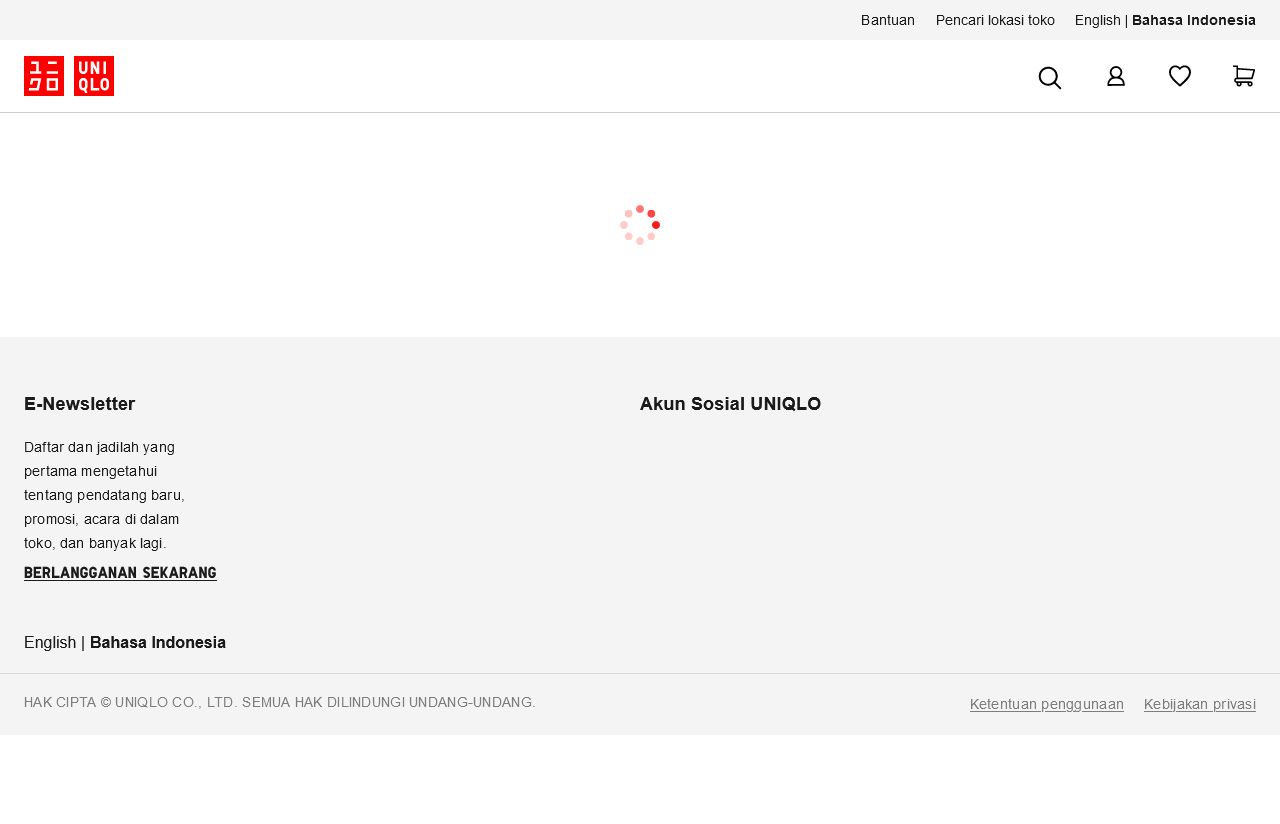 Bantuan Pencari lokasi toko English | Bahasa Indonesia
ユニ UNI
クロ QLO
E-Newsletter
Daftar dan jadilah yang
pertama mengetahui
tentang pendatang baru,
promosi, acara di dalam
toko, dan banyak lagi.
BERLANGGANAN SEKARANG
Akun Sosial UNIQLO
English | Bahasa Indonesia
HAK CIPTA © UNIQLO CO., LTD. SEMUA HAK DILINDUNGI UNDANG-UNDANG.
Ketentuan penggunaan Kebijakan privasi